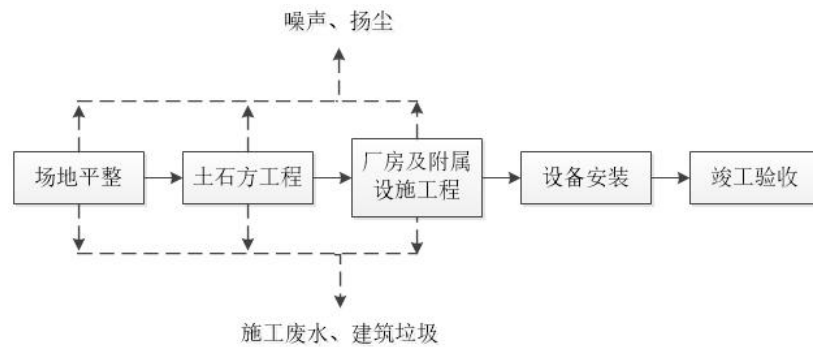 噪声、扬尘
场地平整
土石方工程
厂房及附属
设施工程
设备安装
竣工验收
施工废水、建筑垃圾